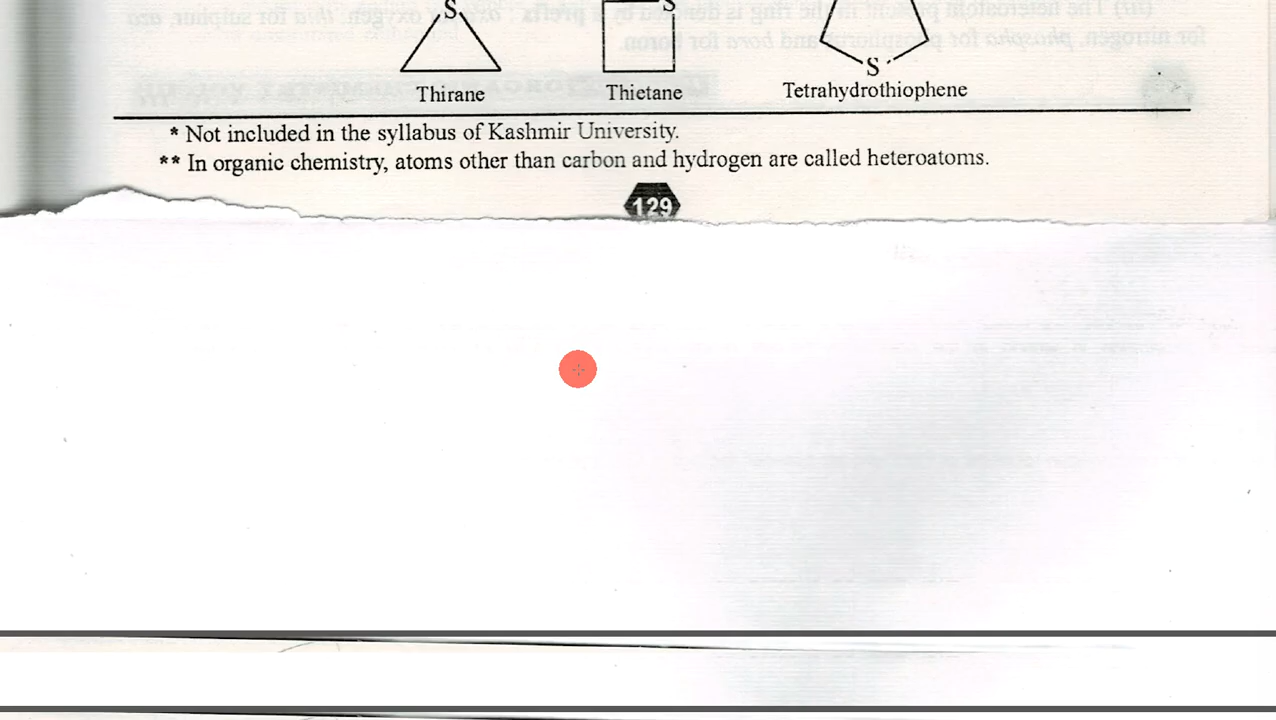 S S
S
Thirane Thietane Tetrahydrothiophene
* Not included in the syllabus of Kashmir University.
** In organic chemistry, atoms other than carbon and hydrogen are called heteroatoms.
129